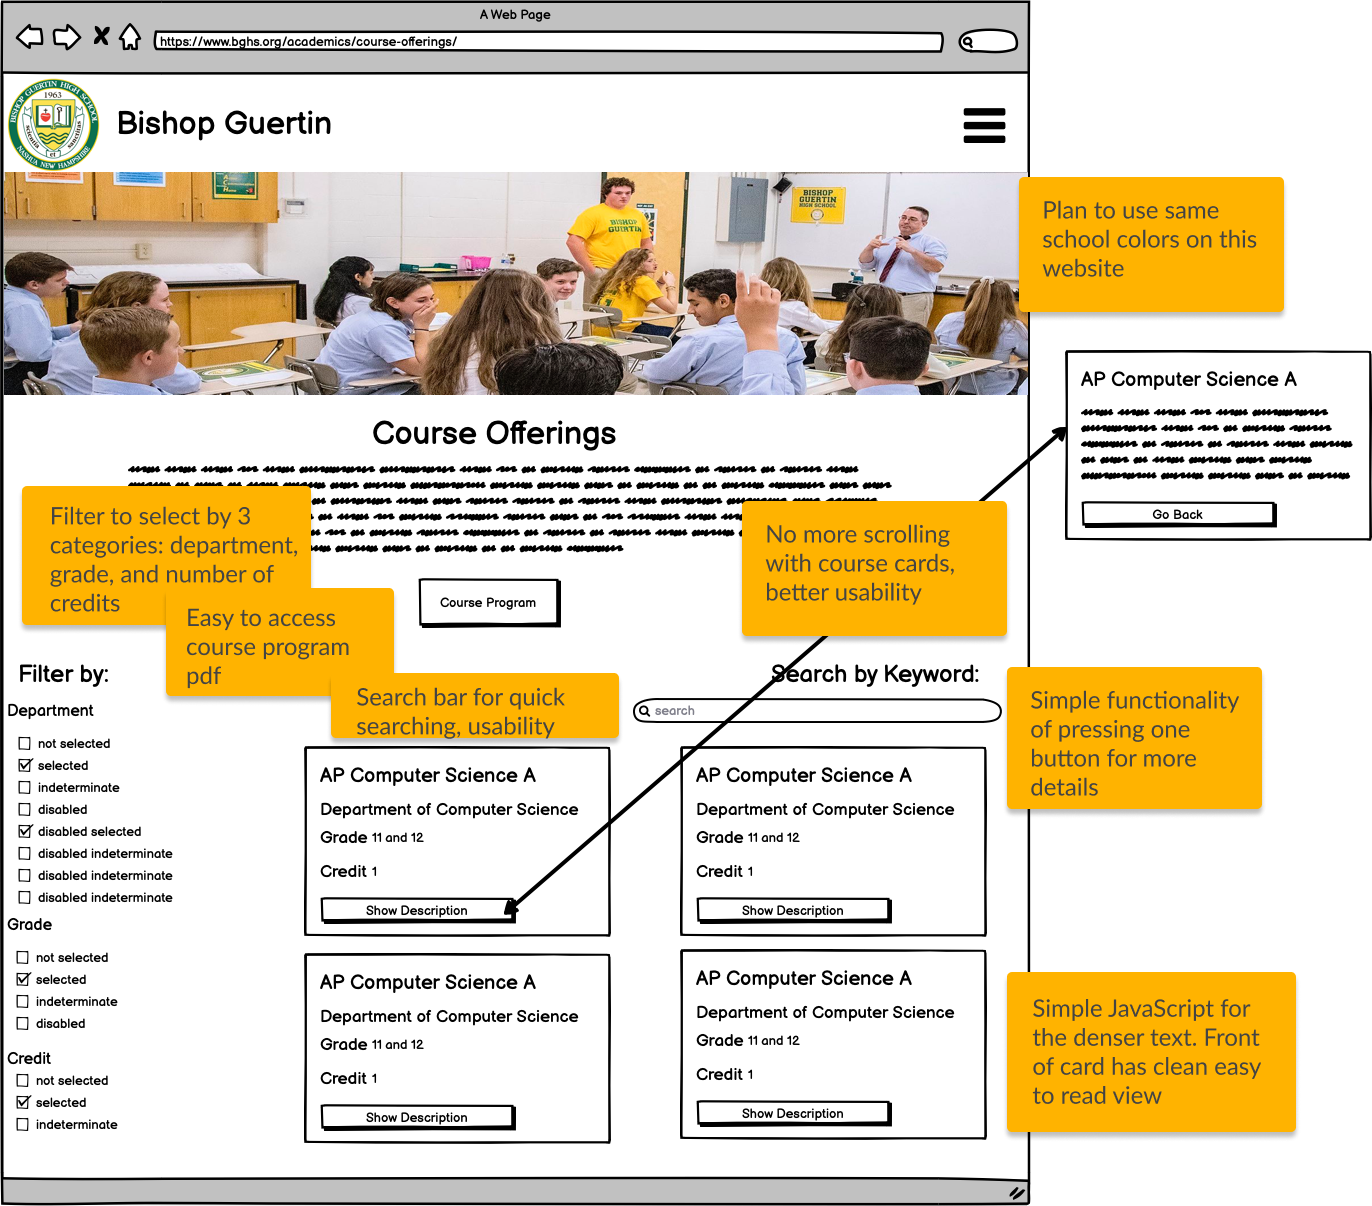 A Web Page
https://www.bghs.org/academics/course-offerings/
BISHOP GUERTIN HIGH SCHOOL
1963
scientia et sanctitas
NASHUA NEW HAMPSHIRE
Bishop Guertin
BISHOP
GUERTIN
BISHOP
GUERTIN
HIGH SCHOOL
Plan to use same
school colors on this
website
AP Computer Science A
Go Back
Course Offerings
Filter to select by 3
categories: department,
grade, and number of
credits
No more scrolling
with course cards,
better usability
Course Program
Easy to access
course program
pdf
Search bar for quick
searching, usability
Filter by:
Search by Keyword:
search
Simple functionality
of pressing one
button for more
details
Department
not selected
selected
indeterminate
disabled
disabled selected
disabled indeterminate
disabled indeterminate
disabled indeterminate
Grade
not selected
selected
indeterminate
disabled
Credit
not selected
selected
indeterminate
AP Computer Science A
Department of Computer Science
Grade 11 and 12
Credit 1
Show Description
AP Computer Science A
Department of Computer Science
Grade 11 and 12
Credit 1
Show Description
AP Computer Science A
Department of Computer Science
Grade 11 and 12
Credit 1
Show Description
AP Computer Science A
Department of Computer Science
Grade 11 and 12
Credit 1
Show Description
Simple JavaScript for
the denser text. Front
of card has clean easy
to read view